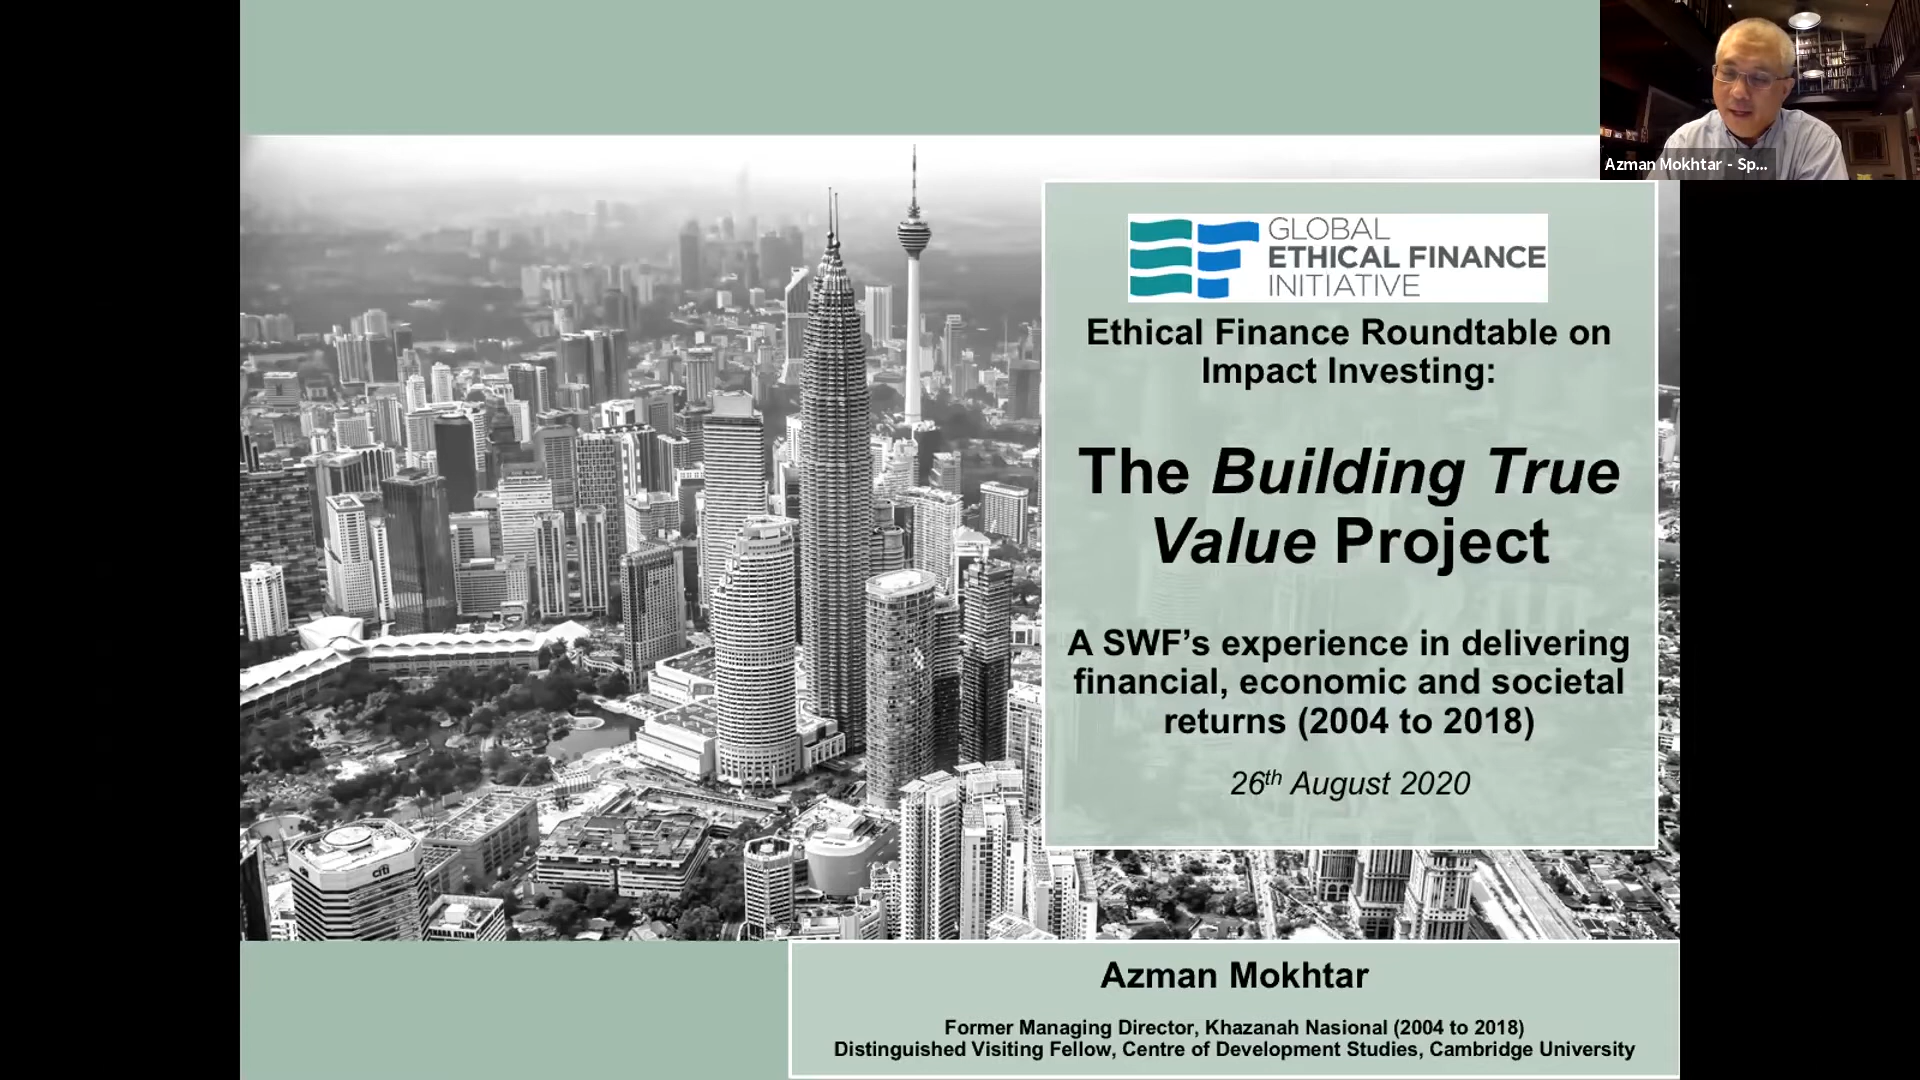 Azman Mokhtar - Sp...
GLOBAL
ETHICAL FINANCE
INITIATIVE
Ethical Finance Roundtable on
Impact Investing:
The Building True
Value Project
A SWF’s experience in delivering
financial, economic and societal
returns (2004 to 2018)
26th August 2020
citi
Azman Mokhtar
Former Managing Director, Khazanah Nasional (2004 to 2018)
Distinguished Visiting Fellow, Centre of Development Studies, Cambridge University